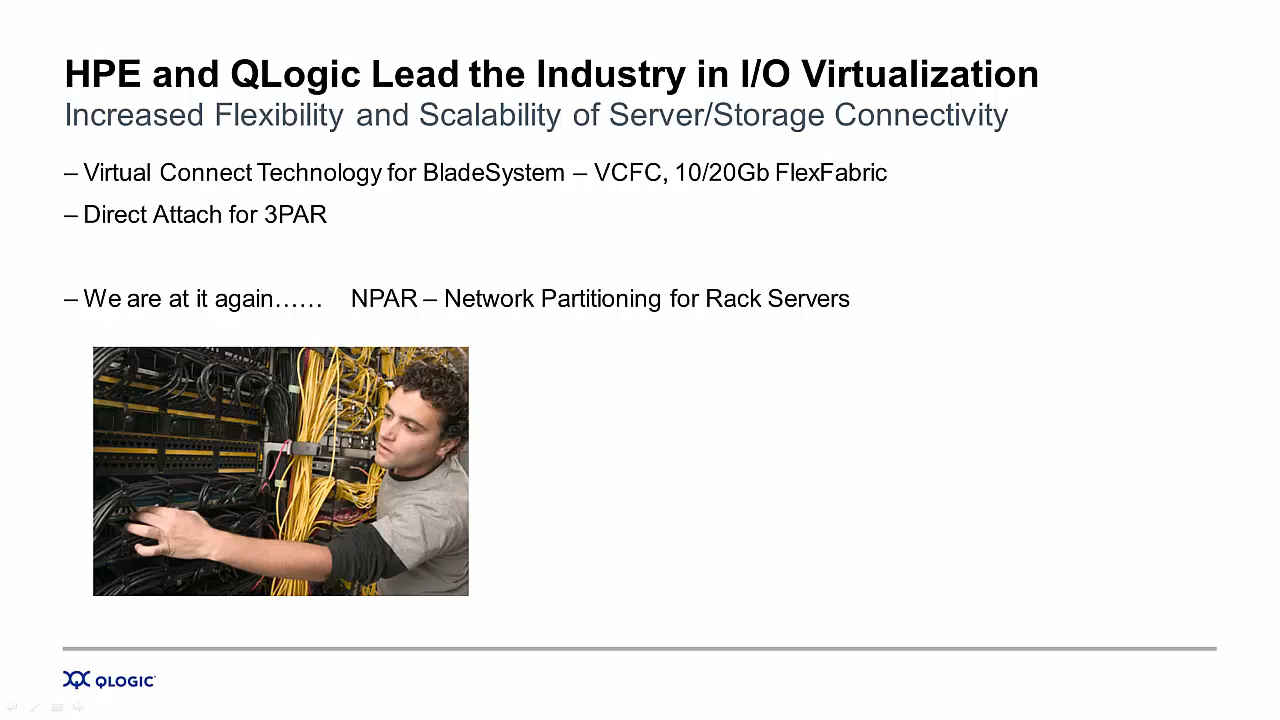 HPE and QLogic Lead the Industry in I/O Virtualization
Increased Flexibility and Scalability of Server/Storage Connectivity
– Virtual Connect Technology for BladeSystem – VCFC, 10/20Gb FlexFabric
– Direct Attach for 3PAR
– We are at it again…… NPAR – Network Partitioning for Rack Servers
QLOGIC